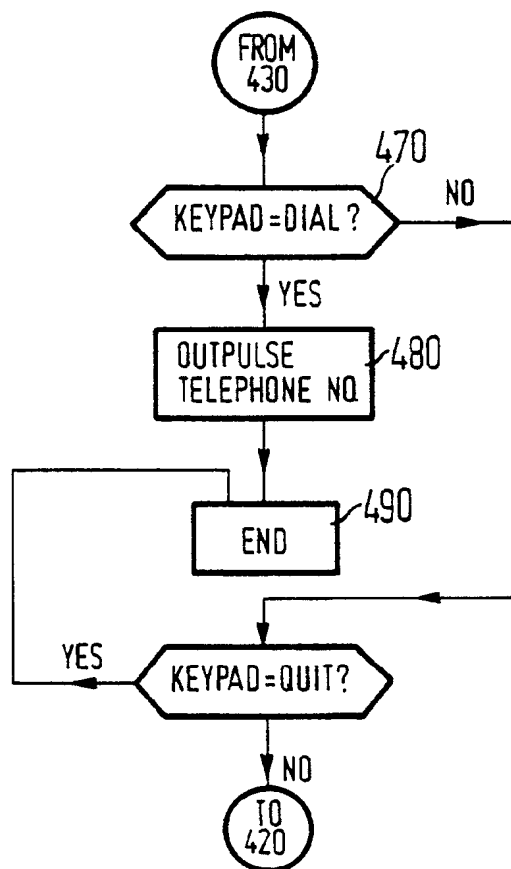 FROM
430
470
KEYPAD=DIAL?
NO
YES
OUTPULSE
TELEPHONE NO.
480
490
END
YES
KEYPAD=QUIT?
NO
TO
420